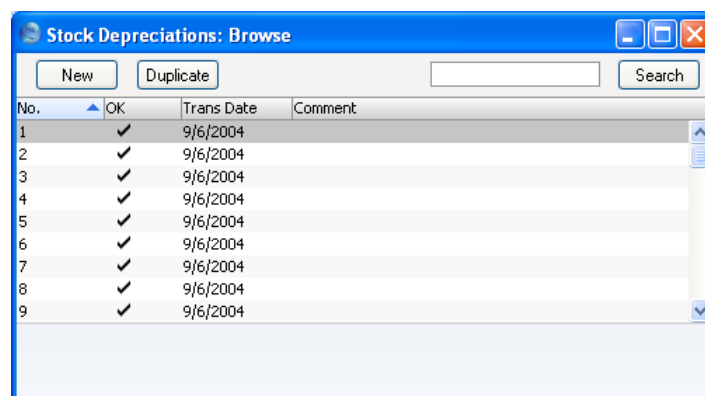 Stock Depreciations: Browse
New Duplicate Search
No. OK Trans Date Comment
1 ✔ 9/6/2004
2 ✔ 9/6/2004
3 ✔ 9/6/2004
4 ✔ 9/6/2004
5 ✔ 9/6/2004
6 ✔ 9/6/2004
7 ✔ 9/6/2004
8 ✔ 9/6/2004
9 ✔ 9/6/2004